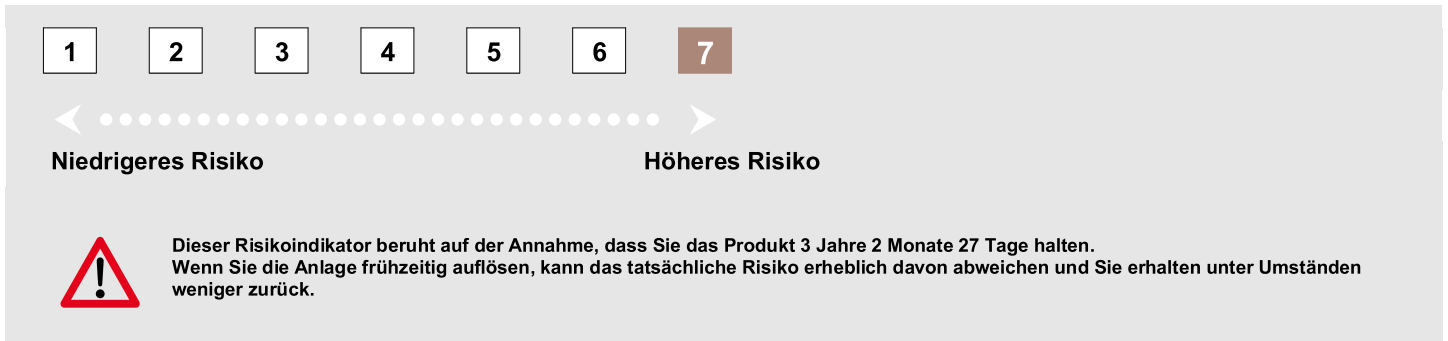 1 2 3 4 5 6 7
Niedrigeres Risiko Höheres Risiko
Dieser Risikoindikator beruht auf der Annahme, dass Sie das Produkt 3 Jahre 2 Monate 27 Tage halten.
Wenn Sie die Anlage frühzeitig auflösen, kann das tatsächliche Risiko erheblich davon abweichen und Sie erhalten unter Umständen
weniger zurück.